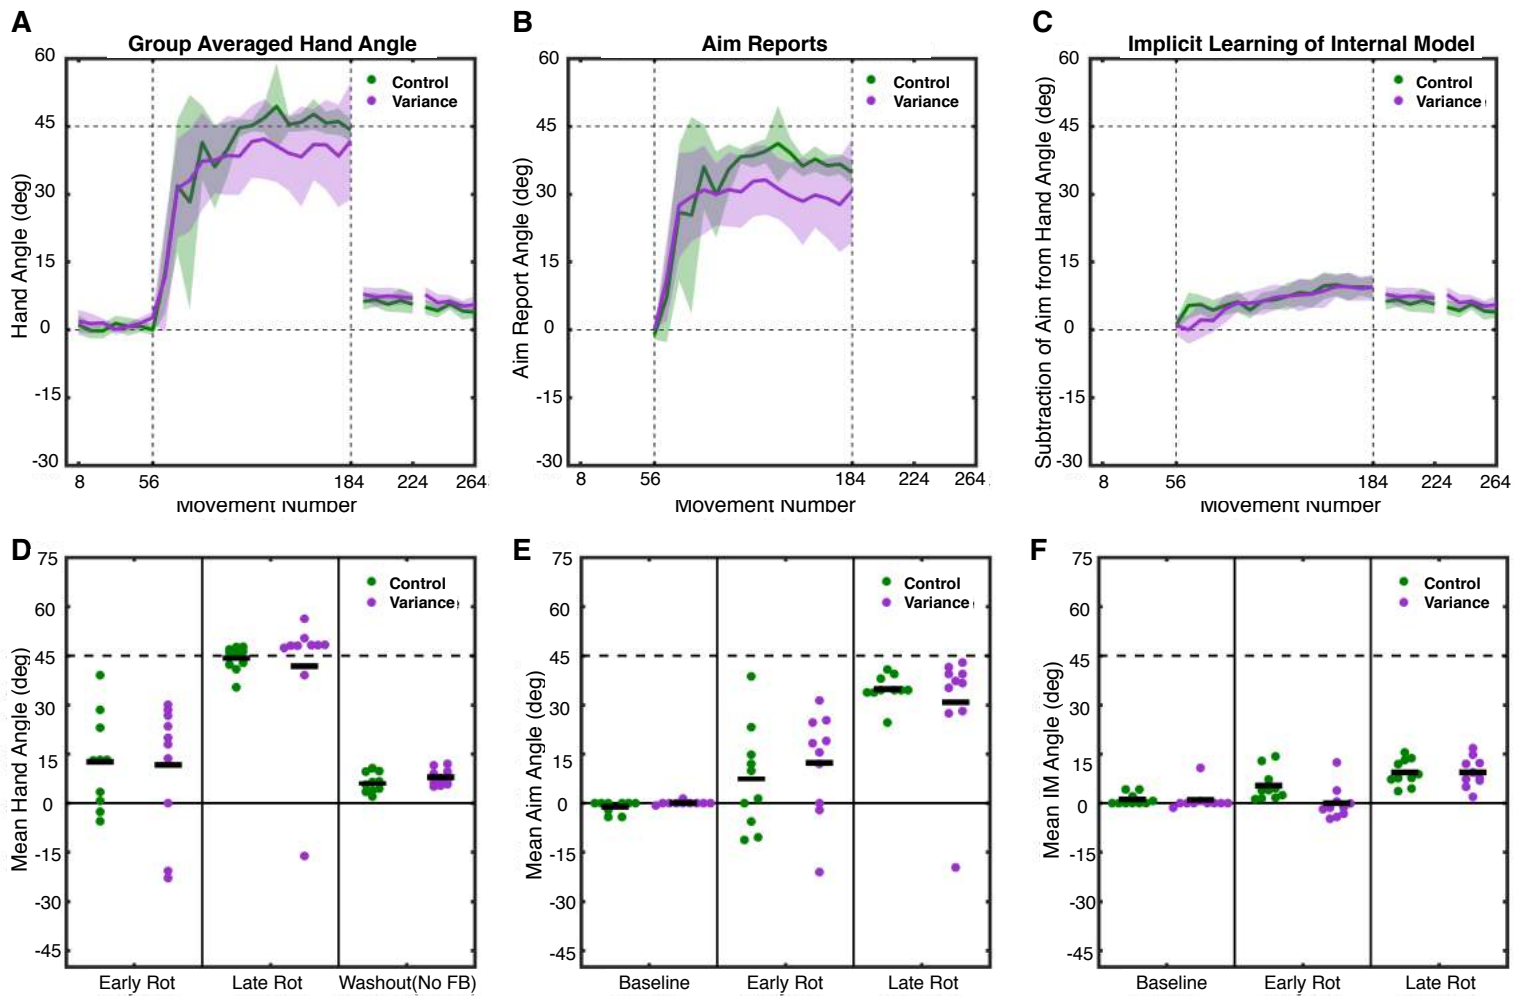 A
Group Averaged Hand Angle
Control
Variance
60
45
30
15
0
-15
-30
Hand Angle (deg)
8 56 184 224 264
Movement Number
B
Aim Reports
Control
Variance
60
45
30
15
0
-15
-30
Aim Report Angle (deg)
8 56 184 224 264
Movement Number
C
Implicit Learning of Internal Model
Control
Variance
60
45
30
15
0
-15
-30
Subtraction of Aim from Hand Angle (deg)
8 56 184 224 264
Movement Number
D
Control
Variance
75
60
45
30
15
0
-15
-30
-45
Mean Hand Angle (deg)
Early Rot Late Rot Washout(No FB)
E
Control
Variance
75
60
45
30
15
0
-15
-30
-45
Mean Aim Angle (deg)
Baseline Early Rot Late Rot
F
Control
Variance
75
60
45
30
15
0
-15
-30
-45
Mean IM Angle (deg)
Baseline Early Rot Late Rot